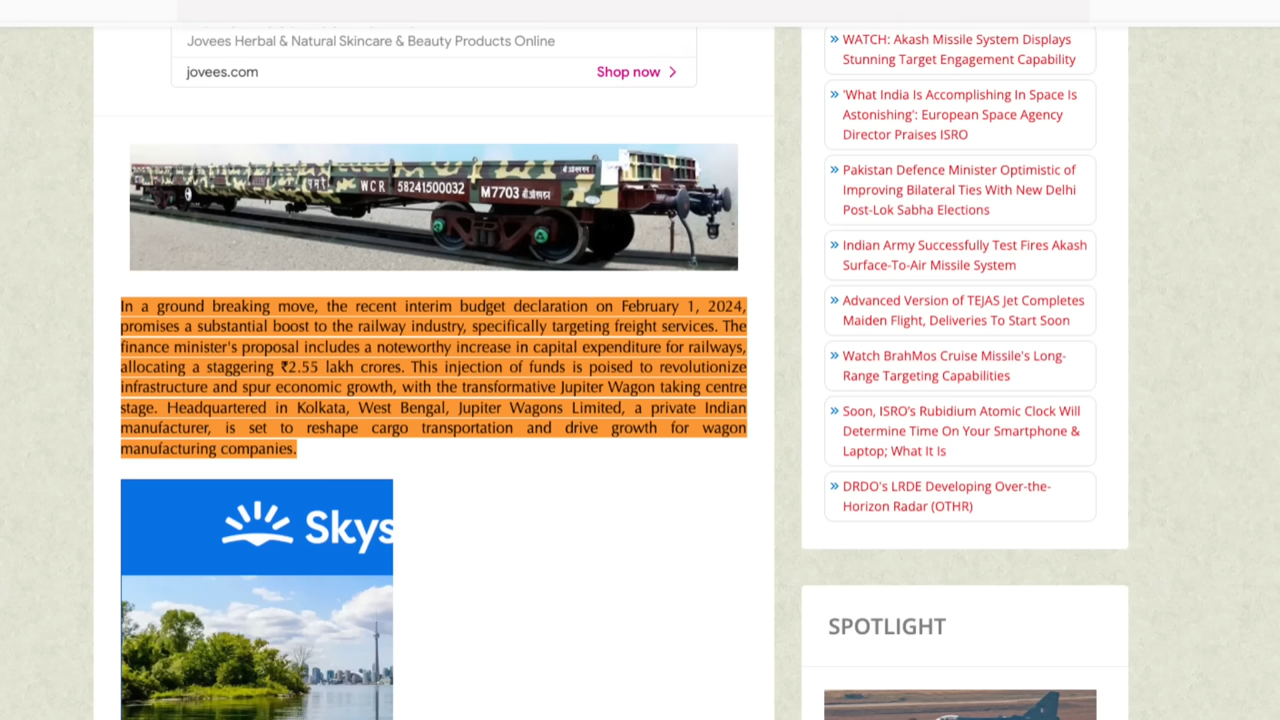 Jovees Herbal & Natural Skincare & Beauty Products Online
jovees.com
Shop now
WCR 58241500032 M7703 बीओएमएन
In a ground breaking move, the recent interim budget declaration on February 1, 2024,
promises a substantial boost to the railway industry, specifically targeting freight services. The
finance minister's proposal includes a noteworthy increase in capital expenditure for railways,
allocating a staggering ₹2.55 lakh crores. This injection of funds is poised to revolutionize
infrastructure and spur economic growth, with the transformative Jupiter Wagon taking centre
stage. Headquartered in Kolkata, West Bengal, Jupiter Wagons Limited, a private Indian
manufacturer, is set to reshape cargo transportation and drive growth for wagon
manufacturing companies.
Skys
» WATCH: Akash Missile System Displays
Stunning Target Engagement Capability
» 'What India Is Accomplishing In Space Is
Astonishing': European Space Agency
Director Praises ISRO
» Pakistan Defence Minister Optimistic of
Improving Bilateral Ties With New Delhi
Post-Lok Sabha Elections
» Indian Army Successfully Test Fires Akash
Surface-To-Air Missile System
» Advanced Version of TEJAS Jet Completes
Maiden Flight, Deliveries To Start Soon
» Watch BrahMos Cruise Missile's Long-
Range Targeting Capabilities
» Soon, ISRO's Rubidium Atomic Clock Will
Determine Time On Your Smartphone &
Laptop; What It Is
» DRDO's LRDE Developing Over-the-
Horizon Radar (OTHR)
SPOTLIGHT